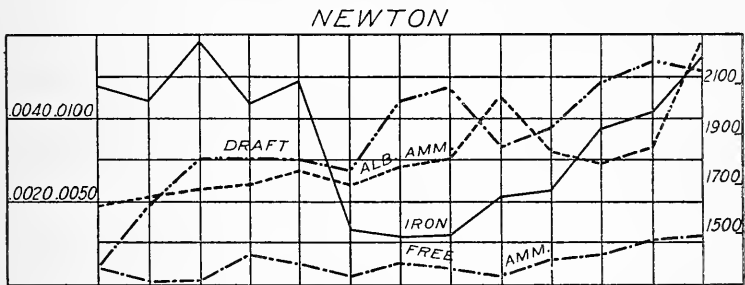 NEWTON
2100
.0040 .0100
1900
DRAFT
ALB. AMM.
1700
.0020 .0050
IRON
1500
FREE AMM.